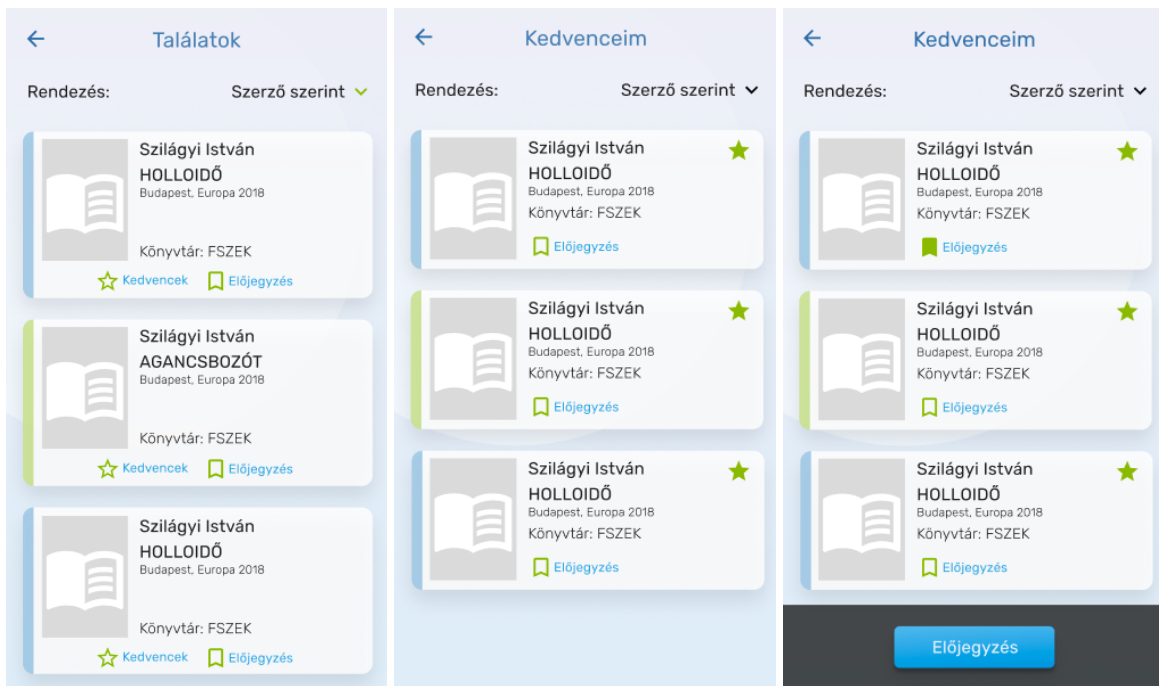 Találatok
Rendezés:
Szerző szerint
Szilágyi István
HOLLOIDŐ
Budapest, Europa 2018
Könyvtár: FSZEK
Kedvencek
Előjegyzés
Szilágyi István
AGANCSBOZÓT
Budapest, Europa 2018
Könyvtár: FSZEK
Kedvencek
Előjegyzés
Szilágyi István
HOLLOIDŐ
Budapest, Europa 2018
Könyvtár: FSZEK
Kedvencek
Előjegyzés
Kedvenceim
Rendezés:
Szerző szerint
Szilágyi István
HOLLOIDŐ
Budapest, Europa 2018
Könyvtár: FSZEK
Előjegyzés
Szilágyi István
HOLLOIDŐ
Budapest, Europa 2018
Könyvtár: FSZEK
Előjegyzés
Szilágyi István
HOLLOIDŐ
Budapest, Europa 2018
Könyvtár: FSZEK
Előjegyzés
Kedvenceim
Rendezés:
Szerző szerint
Szilágyi István
HOLLOIDŐ
Budapest, Europa 2018
Könyvtár: FSZEK
Előjegyzés
Szilágyi István
HOLLOIDŐ
Budapest, Europa 2018
Könyvtár: FSZEK
Előjegyzés
Szilágyi István
HOLLOIDŐ
Budapest, Europa 2018
Könyvtár: FSZEK
Előjegyzés
Előjegyzés